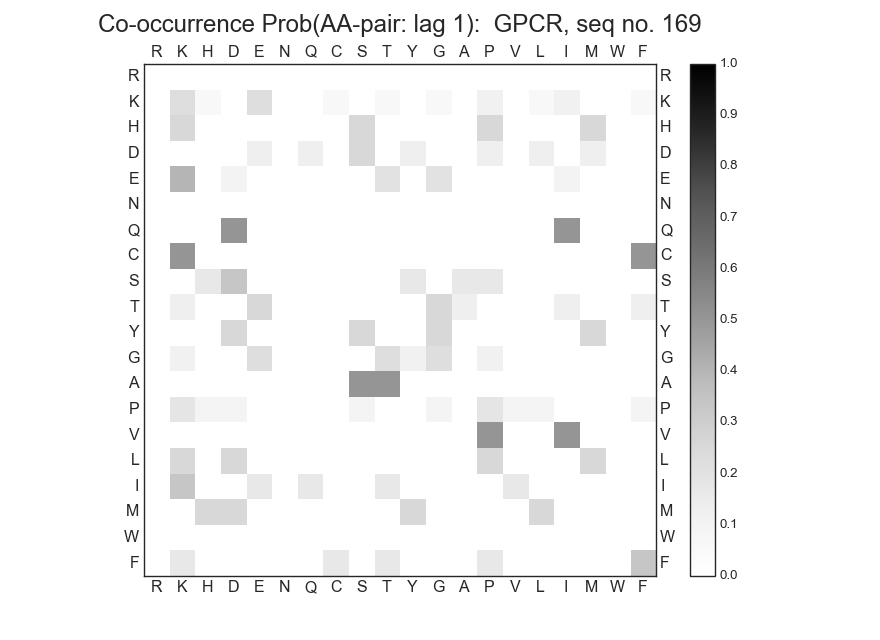 Co-occurrence Prob(AA-pair: lag 1):  GPCR, seq no. 169
R K H D E N Q C S T Y G A P V L I M W F
1.0
R R
K K
0.9
H H
D D
0.8
E E
N N
0.7
Q Q
C C
0.6
S S
T T
0.5
Y Y
G G
0.4
A A
P P
0.3
V V
L L
0.2
I I
M M
0.1
W W
F F
0.0
R K H D E N Q C S T Y G A P V L I M W F